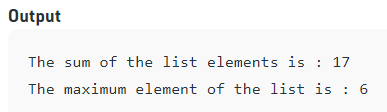 Output
The sum of the list elements is : 17
The maximum element of the list is : 6